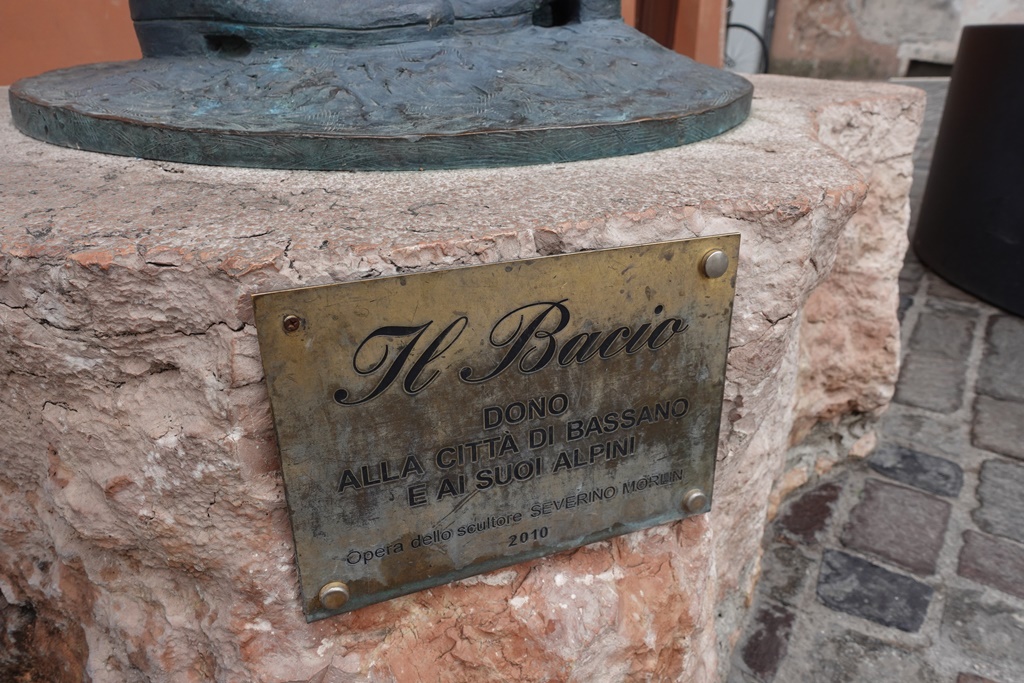 Il Bacio
DONO
ALLA CITTÀ DI BASSANO
E AI SUOI ALPINI
Opera dello scultore SEVERINO MORLIN
2010